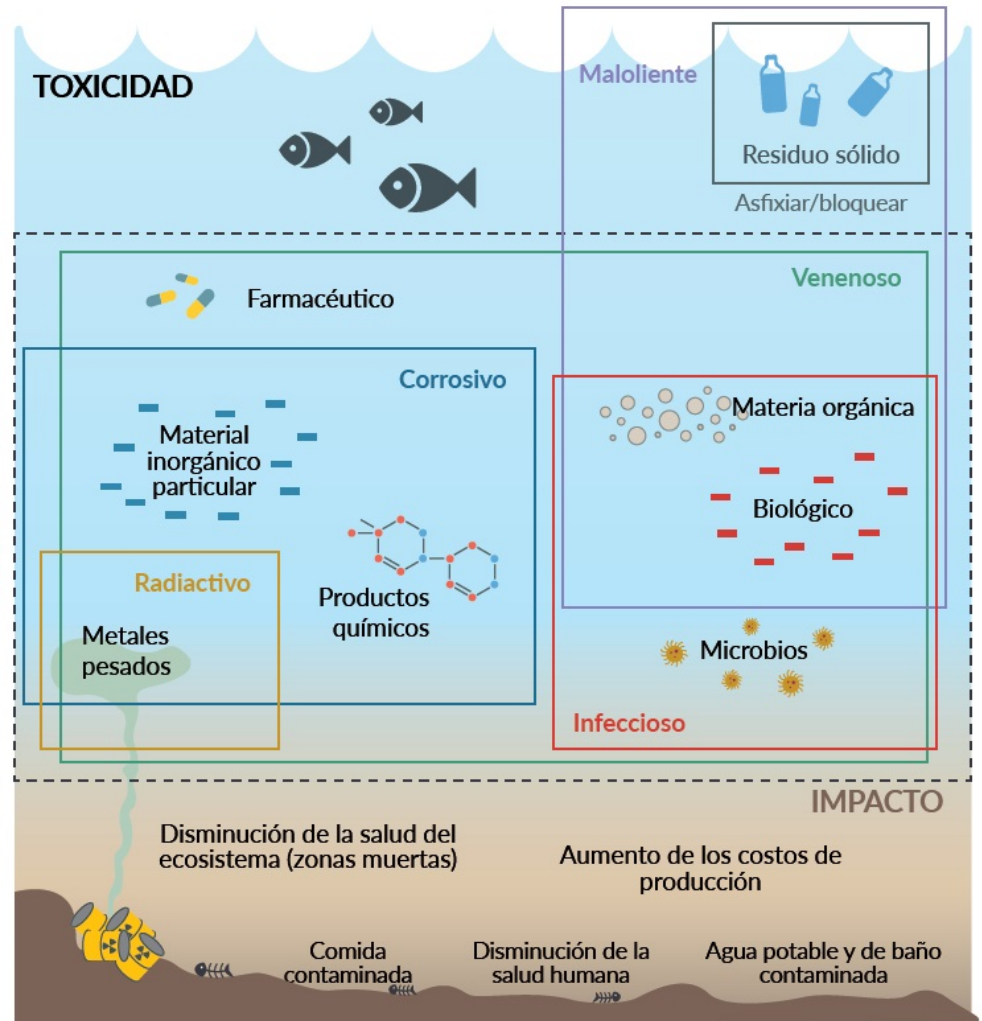 TOXICIDAD
Maloliente
Residuo sólido
Asfixiar/bloquear
Venenoso
Farmacéutico
Corrosivo
Material
inorgánico
particular
Materia orgánica
Biológico
Radiactivo
Productos
químicos
Metales
pesados
Microbios
Infeccioso
IMPACTO
Disminución de la salud del
ecosistema (zonas muertas)
Aumento de los costos de
producción
Comida
contaminada
Disminución de la
salud humana
Agua potable y de baño
contaminada